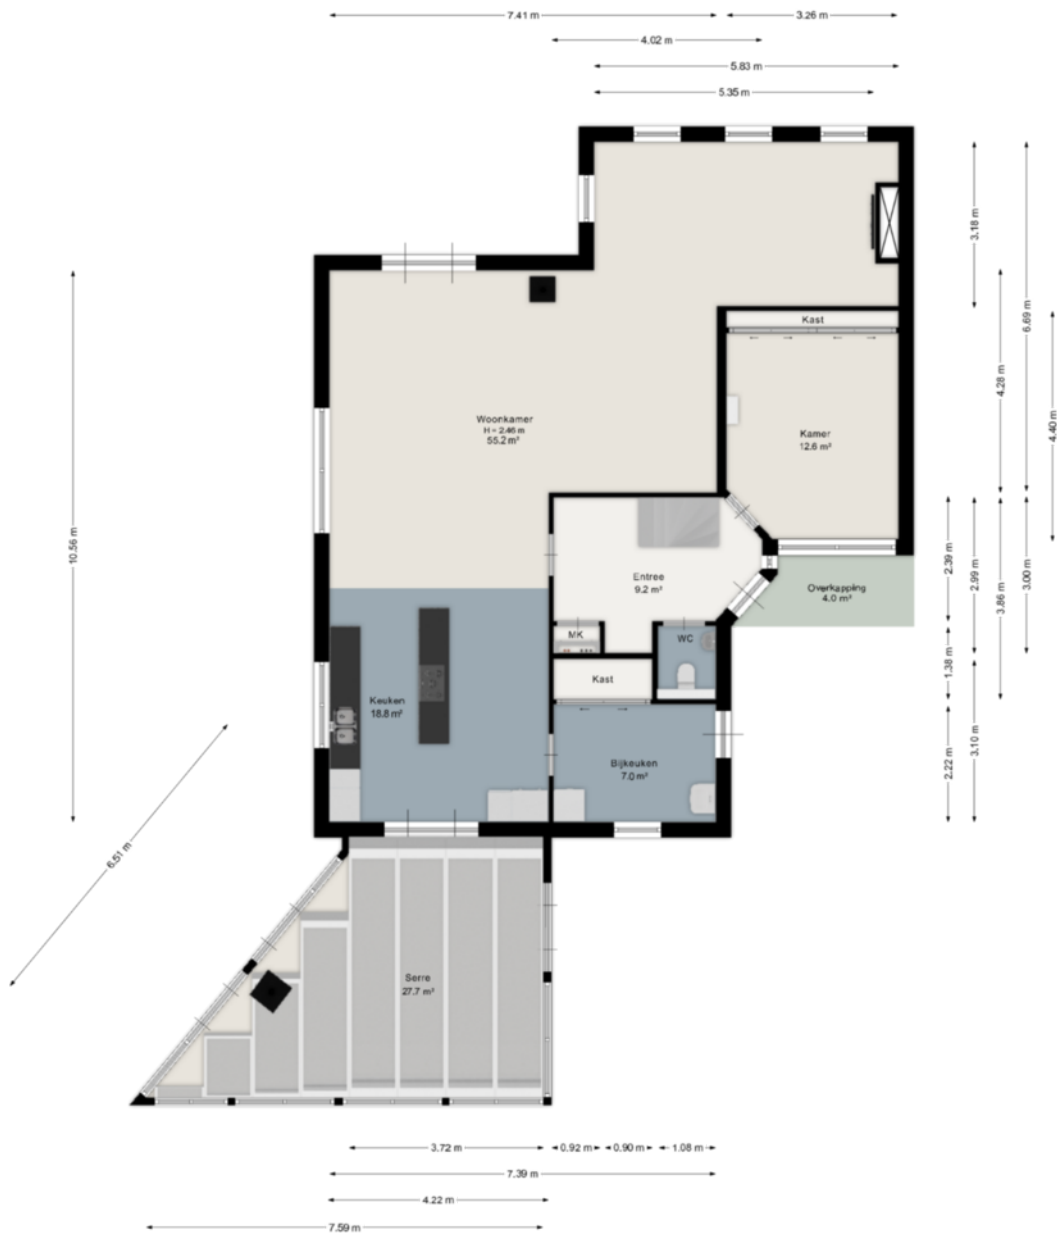 7.41 m
3.26 m
4.02 m
5.83 m
5.35 m
3.18 m
6.69 m
4.28 m
4.40 m
10.56 m
Kast
Woonkamer
H = 2.46 m
55.2 m²
Kamer
12.6 m²
2.39 m
2.99 m
3.00 m
3.86 m
Entree
9.2 m²
Overkapping
4.0 m²
MK
WC
1.38 m
Kast
Keuken
18.8 m²
3.10 m
2.22 m
Bijkeuken
7.0 m²
6.51 m
Serre
27.7 m²
3.72 m
0.92 m
0.90 m
1.08 m
7.39 m
4.22 m
7.59 m